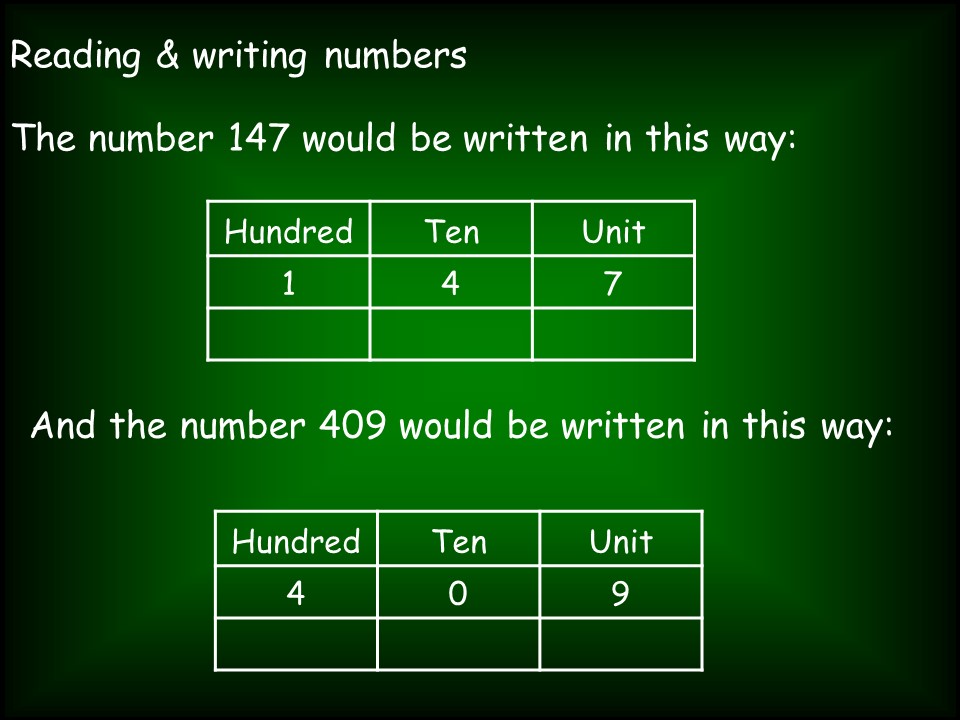 Reading & writing numbers
The number 147 would be written in this way:
Hundred Ten Unit
1 4 7
And the number 409 would be written in this way:
Hundred Ten Unit
4 0 9